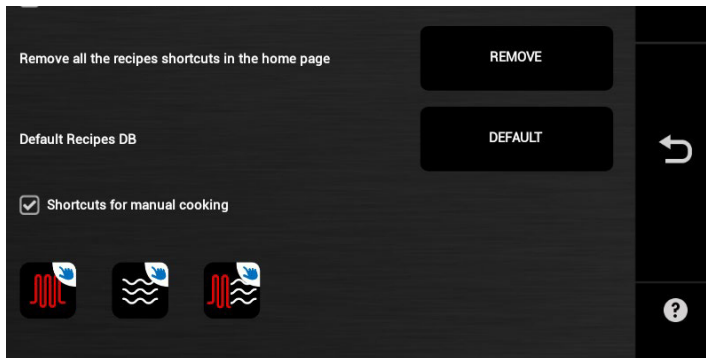 Remove all the recipes shortcuts in the home page
REMOVE
Default Recipes DB
DEFAULT
Shortcuts for manual cooking
?